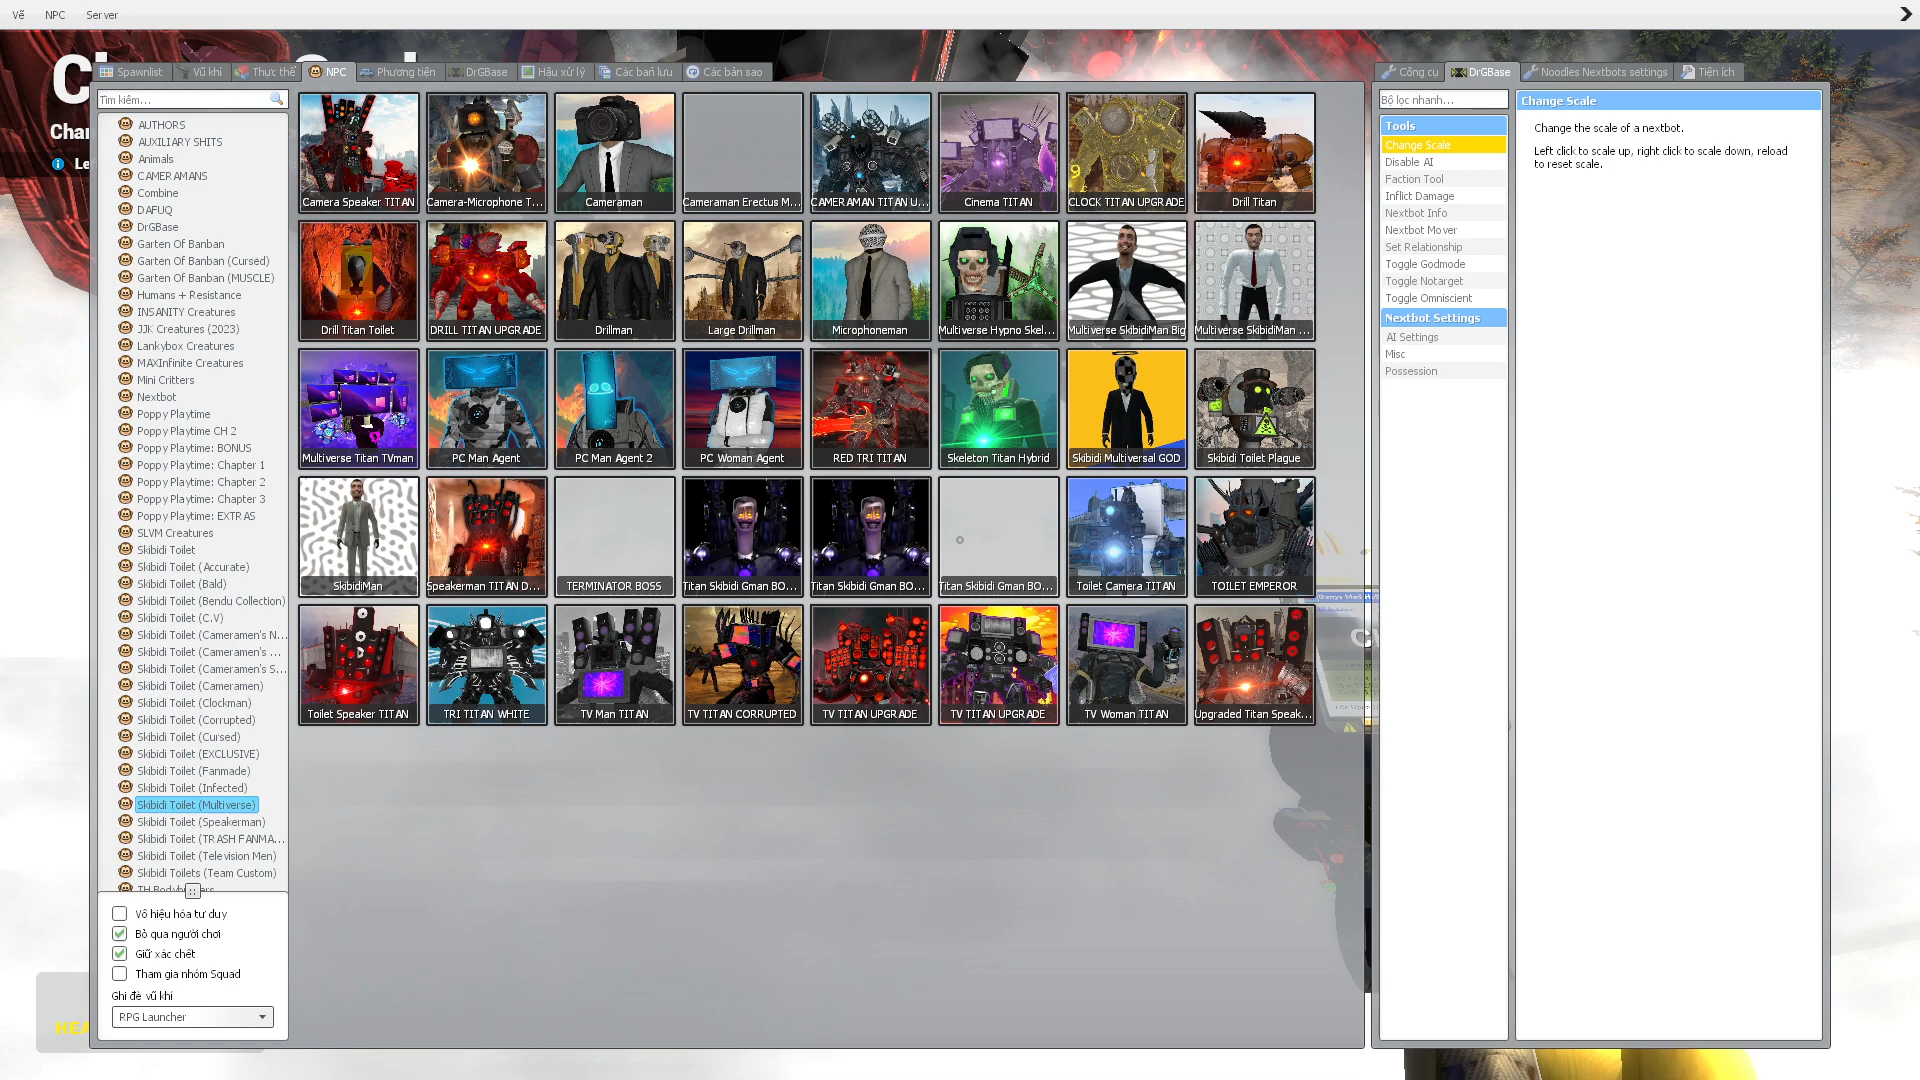 Vẽ NPC Server
Spawnlist Vũ khí Thực thể NPC Phương tiện DrGBase Hậu xử lý Các bản lưu Các bản sao
Công cụ DrGBase Noodles Nextbots settings Tiện ích
Tìm kiếm...
AUTHORS
AUXILIARY SHITS
Animals
CAMERAMANS
Combine
DAFUQ
DrGBase
Garten Of Banban
Garten Of Banban (Cursed)
Garten Of Banban (MUSCLE)
Humans + Resistance
INSANITY Creatures
JJK Creatures (2023)
Lankybox Creatures
MAXInfinite Creatures
Mini Critters
Nextbot
Poppy Playtime
Poppy Playtime CH 2
Poppy Playtime: BONUS
Poppy Playtime: Chapter 1
Poppy Playtime: Chapter 2
Poppy Playtime: Chapter 3
Poppy Playtime: EXTRAS
SLVM Creatures
Skibidi Toilet
Skibidi Toilet (Accurate)
Skibidi Toilet (Bald)
Skibidi Toilet (Bendu Collection)
Skibidi Toilet (C.V)
Skibidi Toilet (Cameramen's N...
Skibidi Toilet (Cameramen's ...
Skibidi Toilet (Cameramen's S...
Skibidi Toilet (Cameramen)
Skibidi Toilet (Clockman)
Skibidi Toilet (Corrupted)
Skibidi Toilet (Cursed)
Skibidi Toilet (EXCLUSIVE)
Skibidi Toilet (Fanmade)
Skibidi Toilet (Infected)
Skibidi Toilet (Multiverse)
Skibidi Toilet (Speakerman)
Skibidi Toilet (TRASH FANMA...
Skibidi Toilet (Television Men)
Skibidi Toilets (Team Custom)
Vô hiệu hóa tư duy
Bỏ qua người chơi
Giữ xác chết
Tham gia nhóm Squad
Ghi đè vũ khí
RPG Launcher
Camera Speaker TITAN Camera-Microphone T... Cameraman Cameraman Erectus M... CAMERAMAN TITAN U... Cinema TITAN CLOCK TITAN UPGRADE Drill Titan
Drill Titan Toilet DRILL TITAN UPGRADE Drillman Large Drillman Microphoneman Multiverse Hypno Skel... Multiverse SkibidiMan Big Multiverse SkibidiMan ...
Multiverse Titan TVman PC Man Agent PC Man Agent 2 PC Woman Agent RED TRI TITAN Skeleton Titan Hybrid Skibidi Multiversal GOD Skibidi Toilet Plague
SkibidiMan Speakerman TITAN D... TERMINATOR BOSS Titan Skibidi Gman BO... Titan Skibidi Gman BO... Titan Skibidi Gman BO... Toilet Camera TITAN TOILET EMPEROR
Toilet Speaker TITAN TRI TITAN WHITE TV Man TITAN TV TITAN CORRUPTED TV TITAN UPGRADE TV TITAN UPGRADE TV Woman TITAN Upgraded Titan Speak...
Bộ lọc nhanh...
Tools
Change Scale
Disable AI
Faction Tool
Inflict Damage
Nextbot Info
Nextbot Mover
Set Relationship
Toggle Godmode
Toggle Notarget
Toggle Omniscient
Nextbot Settings
AI Settings
Misc
Possession
Change Scale
Change the scale of a nextbot.
Left click to scale up, right click to scale down, reload
to reset scale.